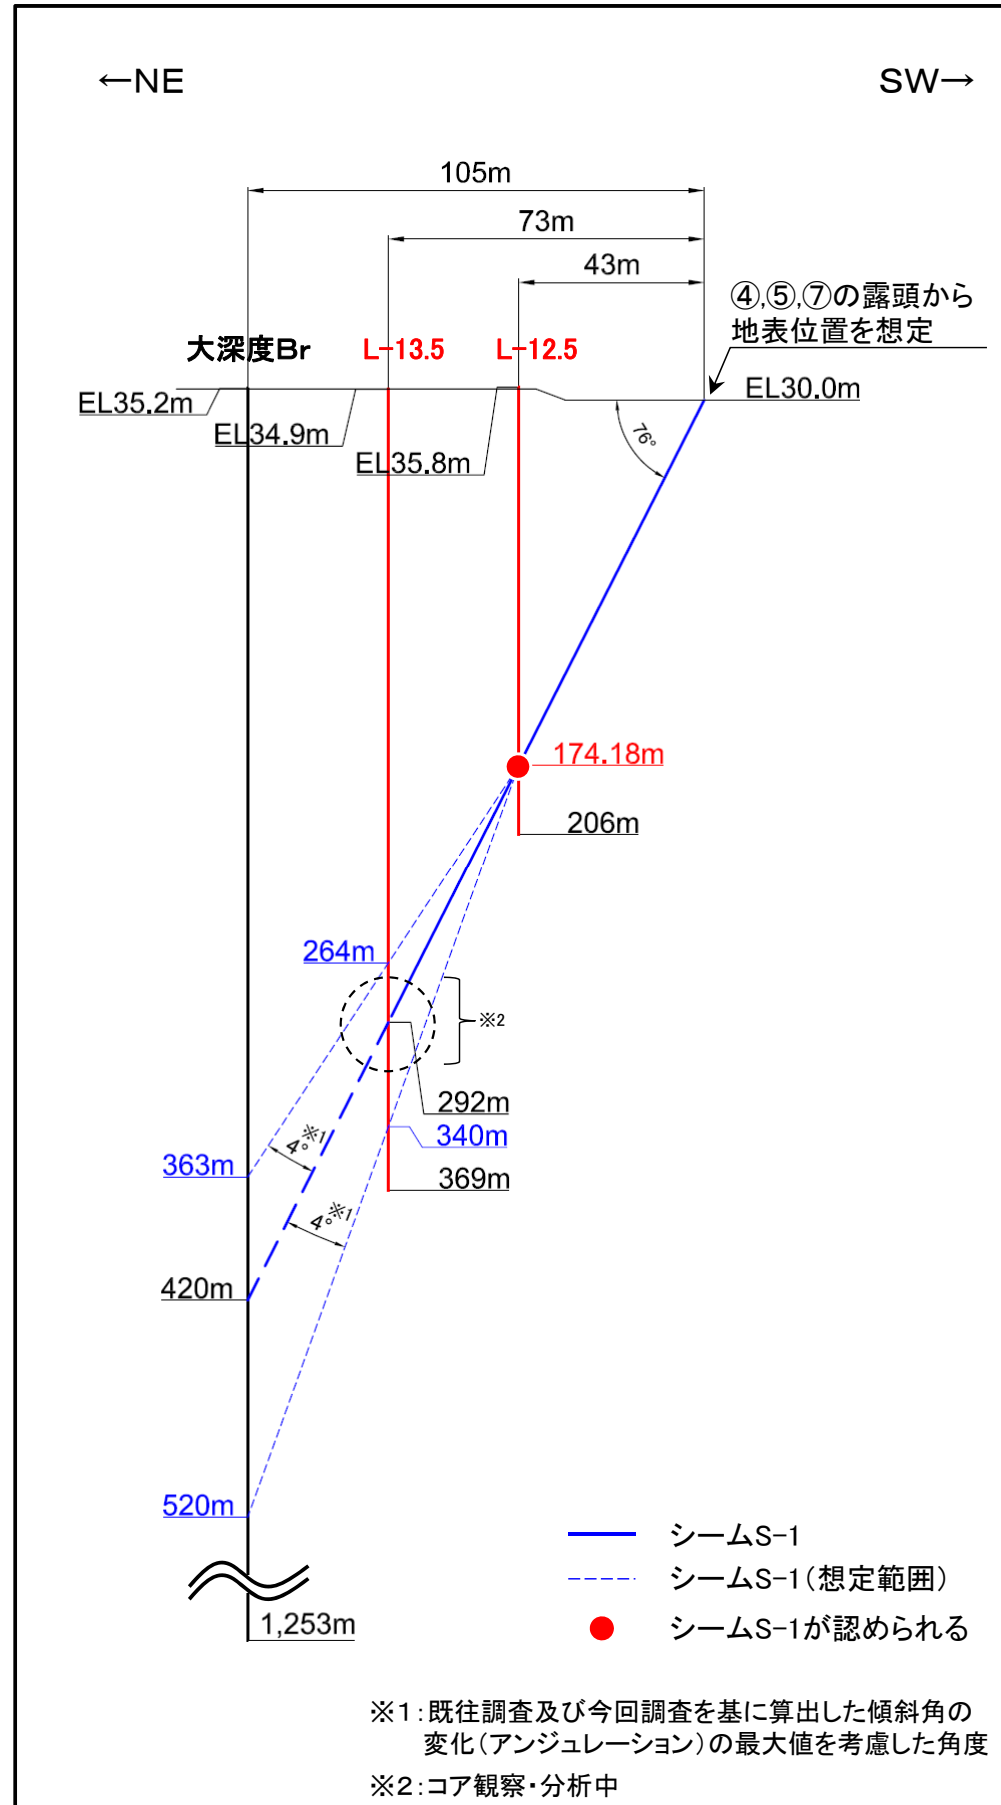 ←NE
SW→
105m
73m
43m
④,⑤,⑦の露頭から
地表位置を想定
大深度Br
L-13.5
L-12.5
EL35.2m
EL34.9m
EL35.8m
EL30.0m
76°
174.18m
206m
264m
※2
292m
340m
369m
4°※1
363m
4°※1
420m
520m
1,253m
シームS-1
シームS-1(想定範囲)
シームS-1が認められる
※1:既往調査及び今回調査を基に算出した傾斜角の
変化(アンジュレーション)の最大値を考慮した角度
※2:コア観察・分析中